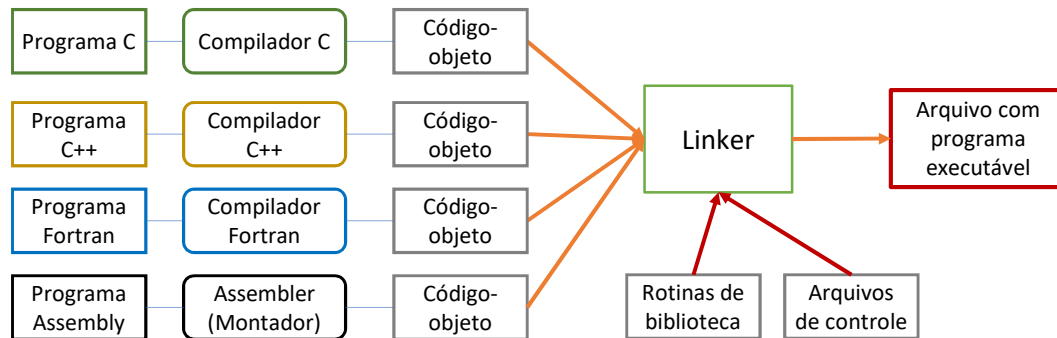 Programa C
Compilador C
Código-
objeto
Programa
C++
Compilador
C++
Código-
objeto
Linker
Arquivo com
programa
executável
Programa
Fortran
Compilador
Fortran
Código-
objeto
Programa
Assembly
Assembler
(Montador)
Código-
objeto
Rotinas de
biblioteca
Arquivos
de controle